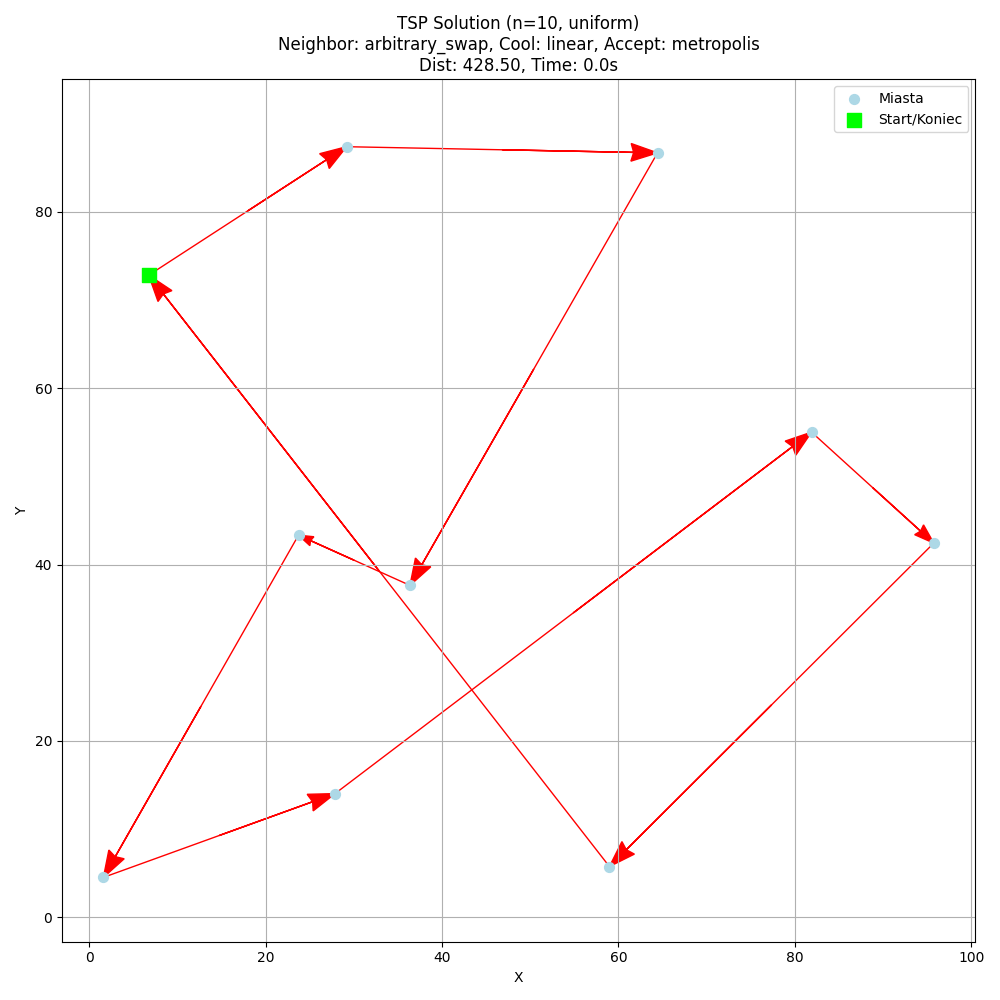 TSP Solution (n=10, uniform)
Neighbor: arbitrary_swap, Cool: linear, Accept: metropolis
Dist: 428.50, Time: 0.0s
Miasta
Start/Koniec
Y
80
60
40
20
0
0 20 40 60 80 100
X